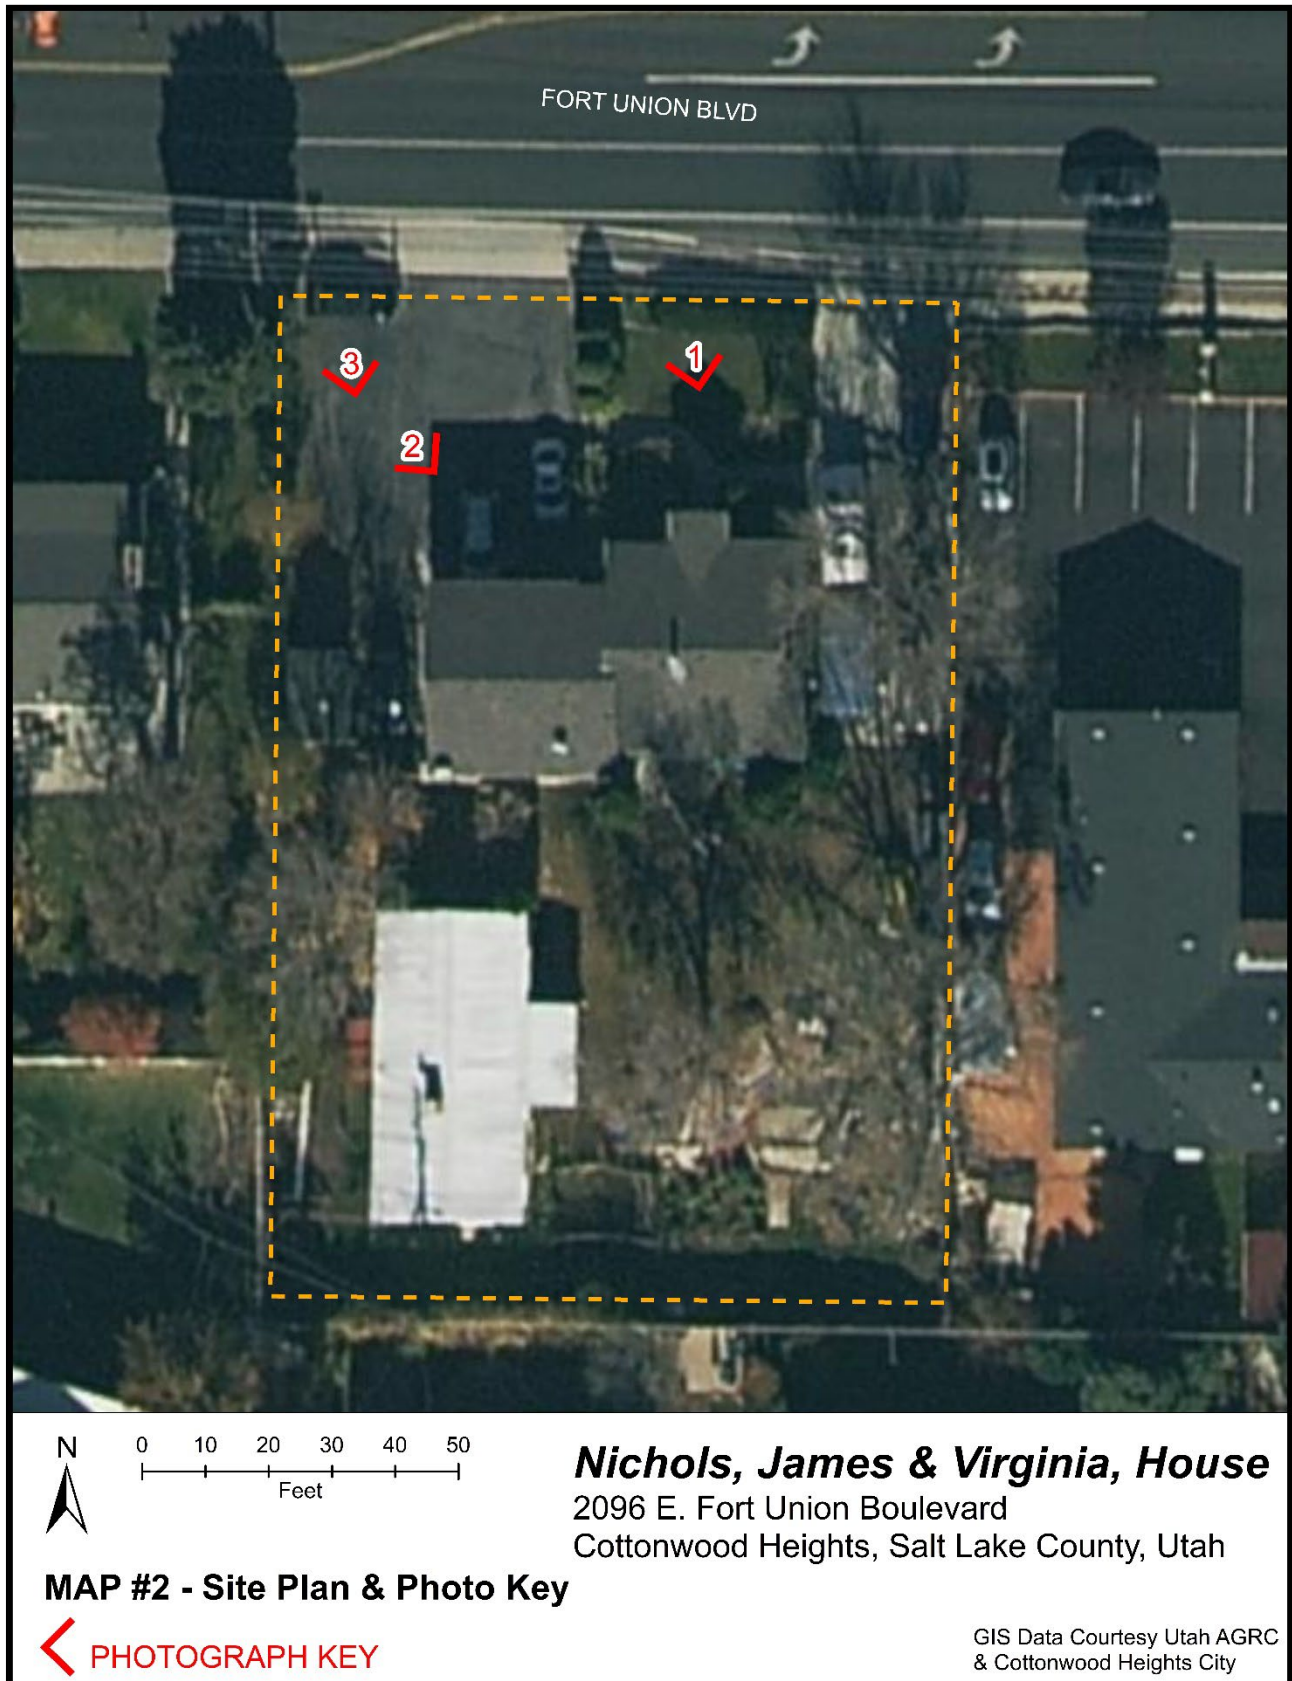 FORT UNION BLVD
3
1
2
N
0 10 20 30 40 50
Feet
Nichols, James & Virginia, House
2096 E. Fort Union Boulevard
Cottonwood Heights, Salt Lake County, Utah
MAP #2 - Site Plan & Photo Key
PHOTOGRAPH KEY
GIS Data Courtesy Utah AGRC
& Cottonwood Heights City